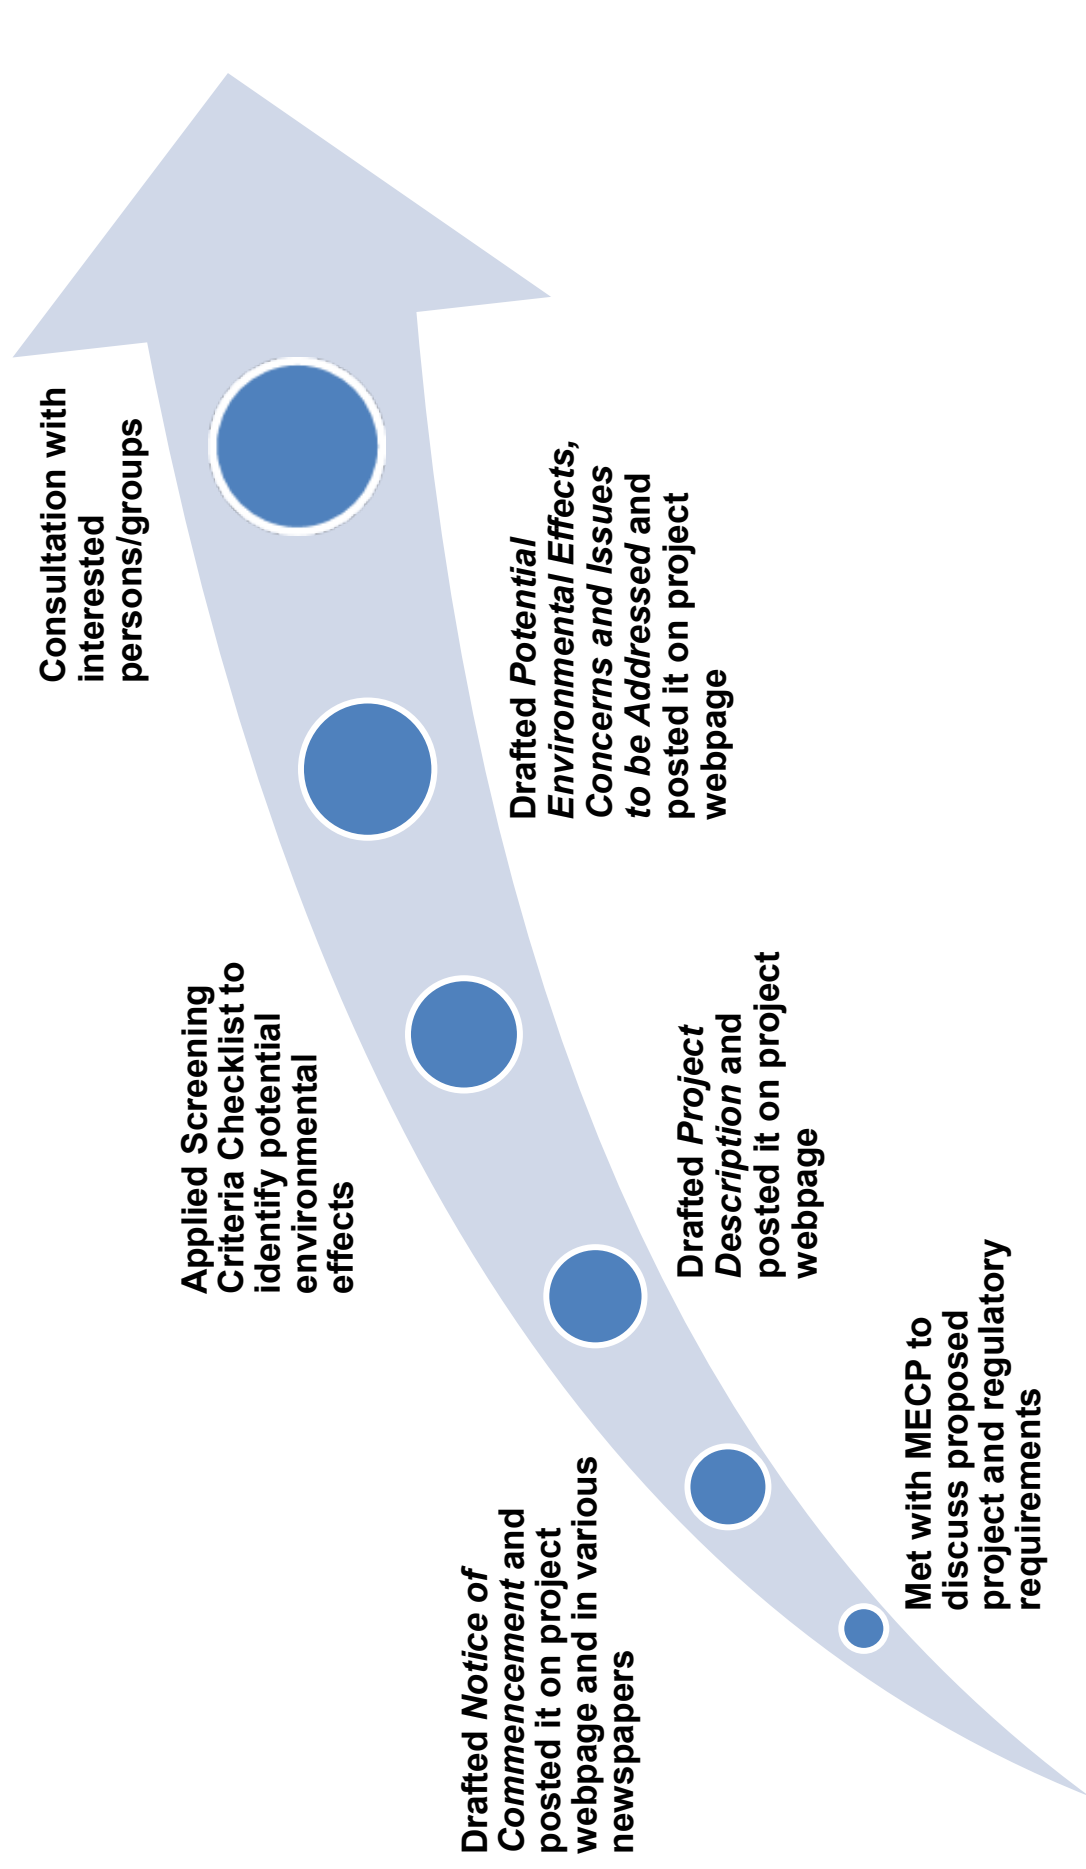 Met with MECP to
discuss proposed
project and regulatory
requirements
Drafted Notice of
Commencement and
posted it on project
webpage and in various
newspapers
Drafted Project
Description and
posted it on project
webpage
Applied Screening
Criteria Checklist to
identify potential
environmental
effects
Drafted Potential
Environmental Effects,
Concerns and Issues
to be Addressed and
posted it on project
webpage
Consultation with
interested
persons/groups